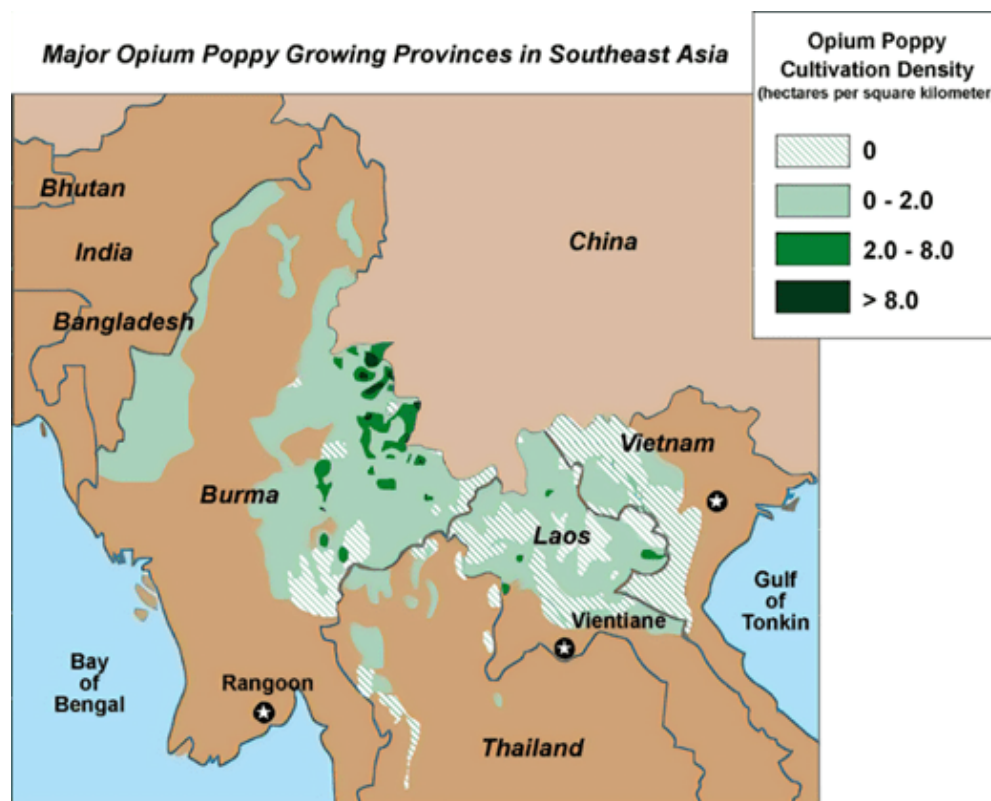 Major Opium Poppy Growing Provinces in Southeast Asia
Opium Poppy
Cultivation Density
(hectares per square kilometer
0
0 - 2.0
2.0 - 8.0
> 8.0
Bhutan
India
China
Bangladesh
Vietnam
Burma
Laos
Gulf
of
Tonkin
Vientiane
Bay
of
Bengal
Rangoon
Thailand